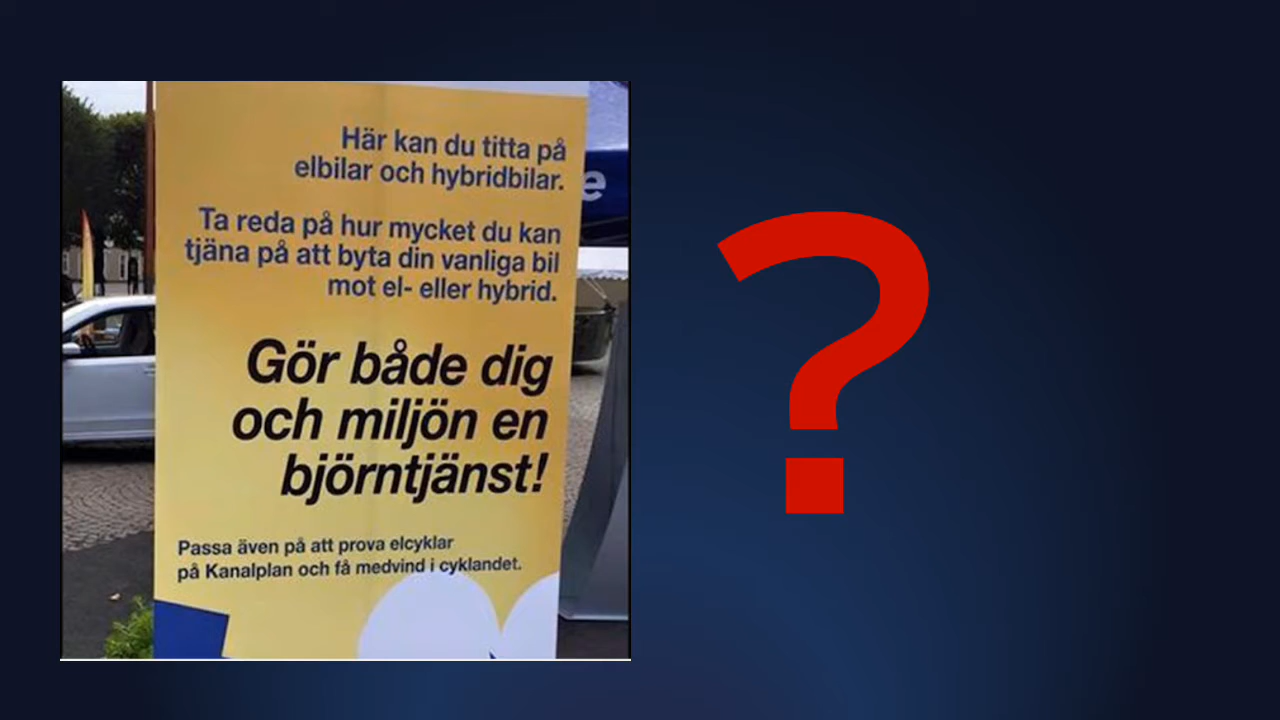 Här kan du titta på
elbilar och hybridbilar.
Ta reda på hur mycket du kan
tjäna på att byta din vanliga bil
mot el- eller hybrid.
Gör både dig
och miljön en
björntjänst!
Passa även på att prova elcyklar
på Kanalplan och få medvind i cyklandet.
e
?